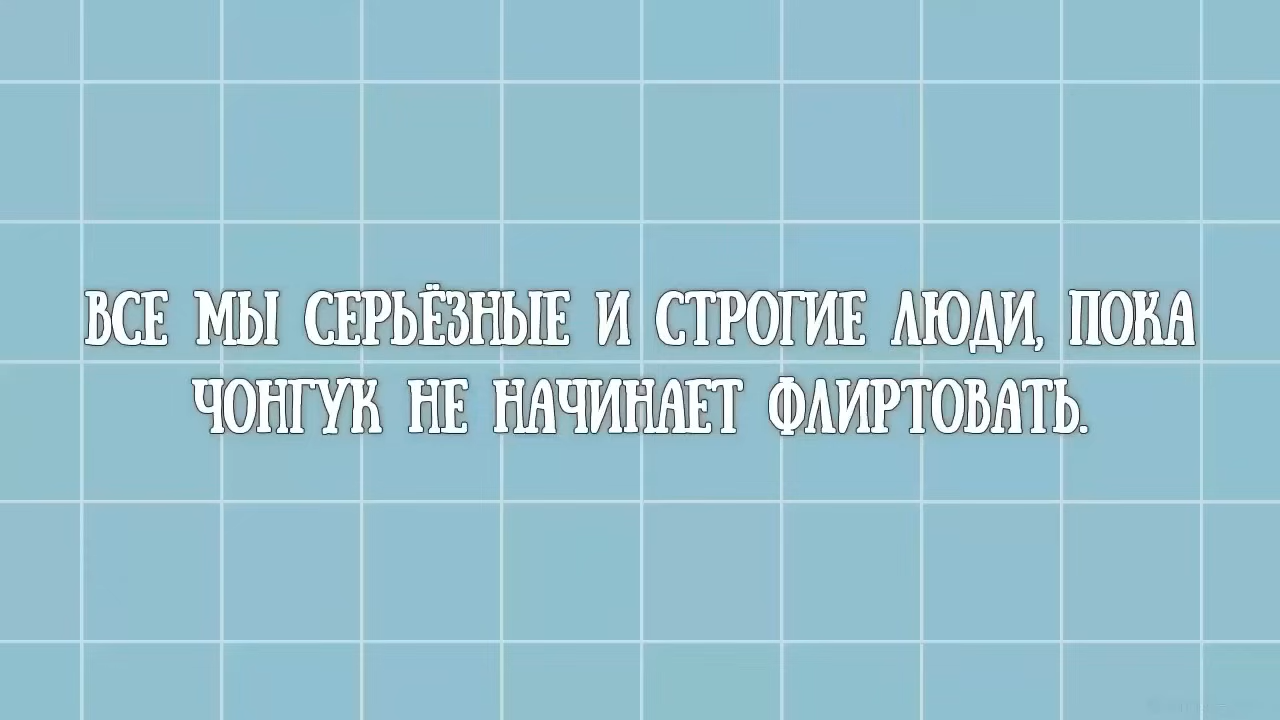 ВСЕ МЫ СЕРЬЁЗНЫЕ И СТРОГИЕ ЛЮДИ, ПОКА
ЧОНГУК НЕ НАЧИНАЕТ ФЛИРТОВАТЬ.